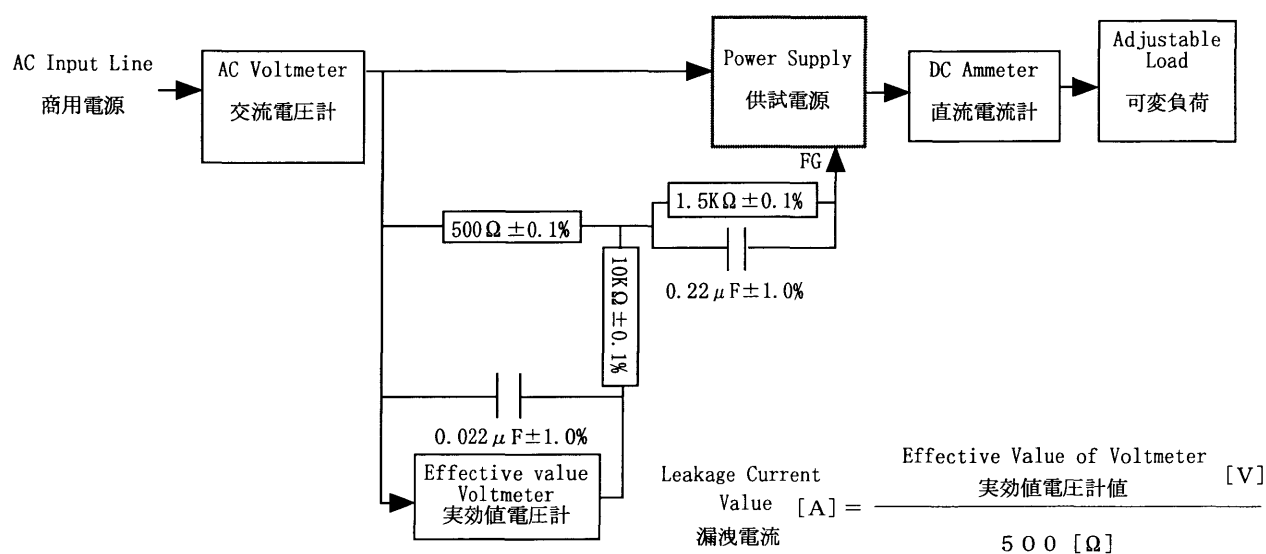 AC Input Line
商用電源
AC Voltmeter
交流電圧計
Power Supply
供試電源
DC Ammeter
直流電流計
Adjustable
Load
可変負荷
FG
1.5KΩ±0.1%
500Ω±0.1%
10KΩ±0.1%
0.22μF±1.0%
0.022μF±1.0%
Effective value
Voltmeter
実効値電圧計
Leakage Current
Value [A]=
漏洩電流
Effective Value of Voltmeter [V]
実効値電圧計値
500[Ω]